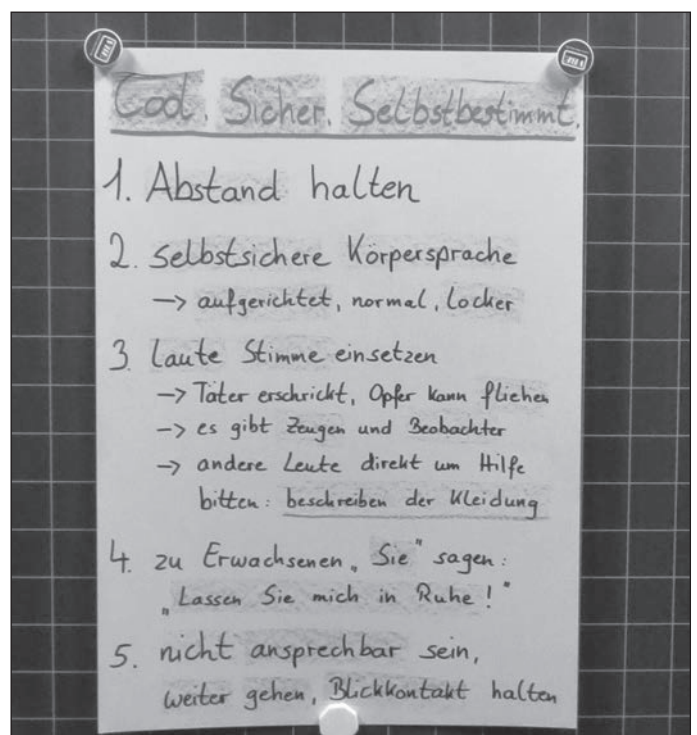 Cool. Sicher. Selbstbestimmt.
1. Abstand halten
2. selbstsichere Körpersprache
→ aufgerichtet, normal, locker
3. laute Stimme einsetzen
→ Täter erschrickt, Opfer kann fliehen
→ es gibt Zeugen und Beobachter
→ andere Leute direkt um Hilfe
bitten: beschreiben der Kleidung
4. zu Erwachsenen „Sie" sagen:
„Lassen Sie mich in Ruhe!"
5. nicht ansprechbar sein,
weiter gehen, Blickkontakt halten